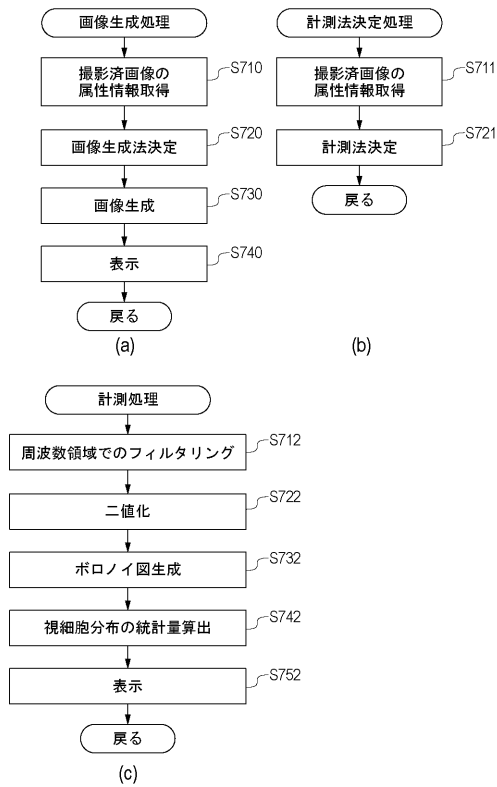 画像生成処理
撮影済画像の
属性情報取得
S710
画像生成法決定
S720
画像生成
S730
表示
S740
戻る
(a)
計測法決定処理
撮影済画像の
属性情報取得
S711
計測法決定
S721
戻る
(b)
計測処理
周波数領域でのフィルタリング
S712
二値化
S722
ボロノイ図生成
S732
視細胞分布の統計量算出
S742
表示
S752
戻る
(c)